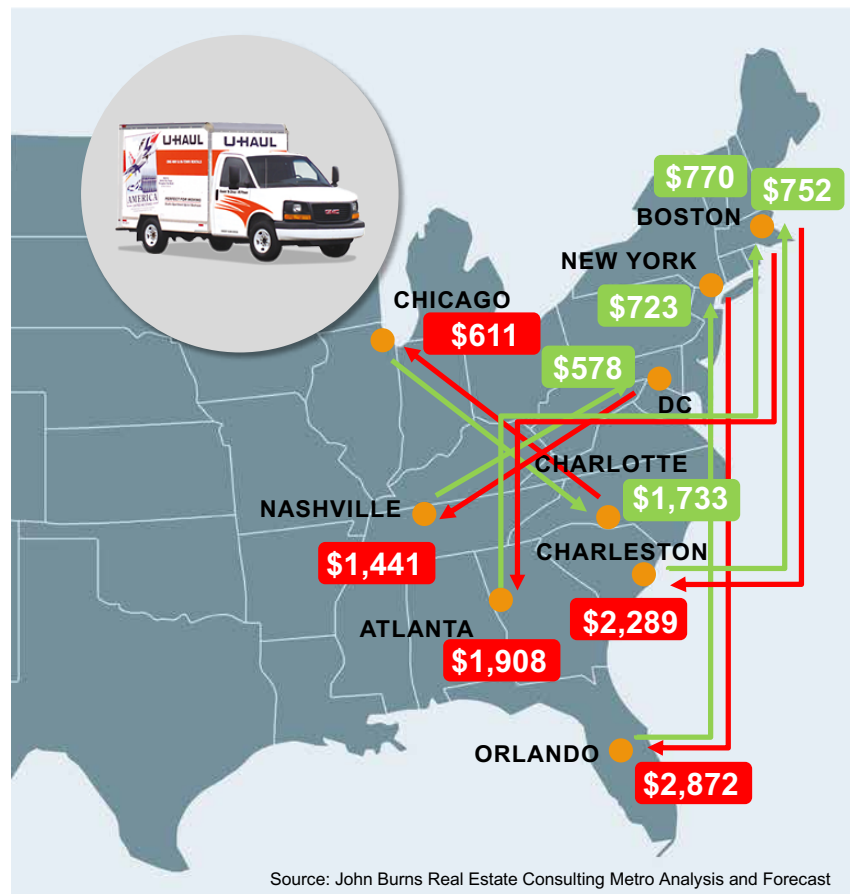 U-HAUL U-HAUL
AMERICA
GMC
$770
$752
BOSTON
NEW YORK
CHICAGO
$723
$611
$578
DC
CHARLOTTE
$1,733
NASHVILLE
CHARLESTON
$1,441
$2,289
ATLANTA
$1,908
ORLANDO
$2,872
Source: John Burns Real Estate Consulting Metro Analysis and Forecast